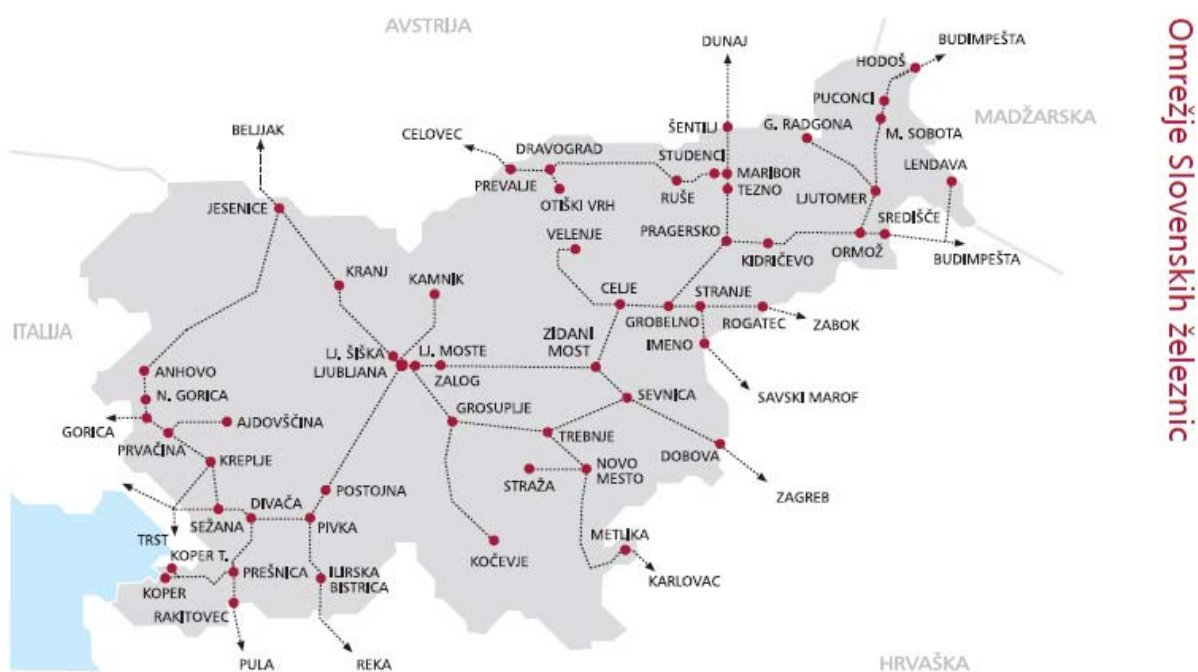 AVSTRIJA
DUNAJ
BUDIMPEŠTA
HODOŠ
PUCONCI
MADŽARSKA
BELJJAK
CELOVEC
DRAVOGRAD
ŠENTILJ
G. RADGONA
M. SOBOTA
STUDENCI
LENDAVA
PREVALJE
MARIBOR
TEZNO
RUŠE
OTIŠKI VRH
LJUTOMER
JESENICE
SREDIŠČE
VELENJE
PRAGERSKO
KIDRIČEVO
ORMOŽ
BUDIMPEŠTA
KRANJ
KAMNIK
CELJE
STRANJE
GROBELNO
ROGATEC
ZABOK
ITALIJA
ZIDANI
MOST
IMENO
LJ. ŠIŠKA
LJ. MOSTE
LJUBLJANA
ZALOG
ANHOVO
SEVNICA
SAVSKI MAROF
N. GORICA
GROSUPLJE
AJDOVŠČINA
GORICA
PRVAČINA
TREBNJE
DOBOVA
KREPLJE
STRAŽA
NOVO
MESTO
ZAGREB
POSTOJNA
DIVAČA
SEŽANA
PIVKA
TRST
METLIKA
KOPER T.
KOČEVJE
PREŠNICA
ILIRSKA
BISTRICA
KARLOVAC
KOPER
RAKITOVEC
PULA
REKA
HRVAŠKA
Omrežje Slovenskih železnic